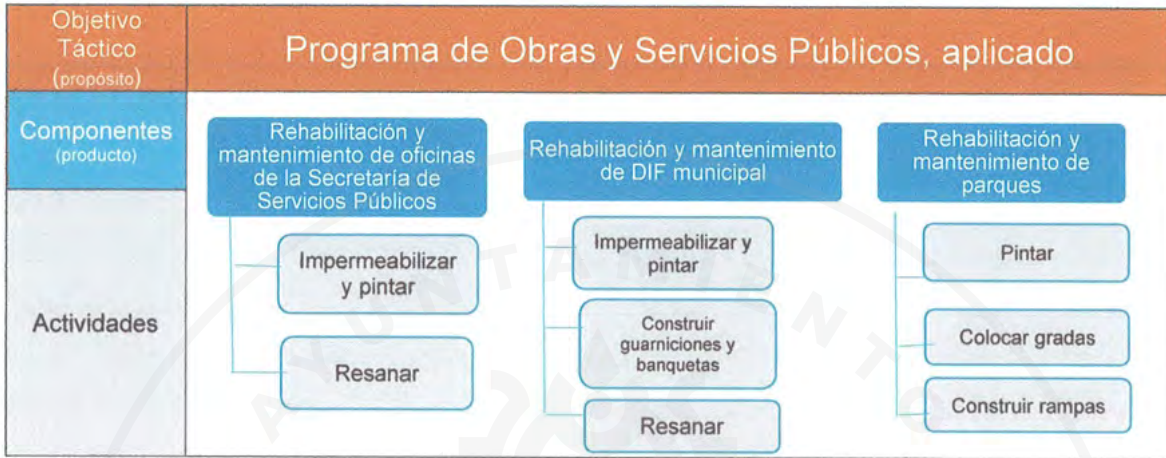 Objetivo
Táctico
(propósito)
Programa de Obras y Servicios Públicos, aplicado
Componentes
(producto)
Rehabilitación y
mantenimiento de oficinas
de la Secretaría de
Servicios Públicos
Rehabilitación y mantenimiento
de DIF municipal
Rehabilitación y
mantenimiento de
parques
Actividades
Impermeabilizar
y pintar
Resanar
Impermeabilizar y
pintar
Construir
guarniciones y
banquetas
Resanar
Pintar
Colocar gradas
Construir rampas
AYUNTAMIENTO